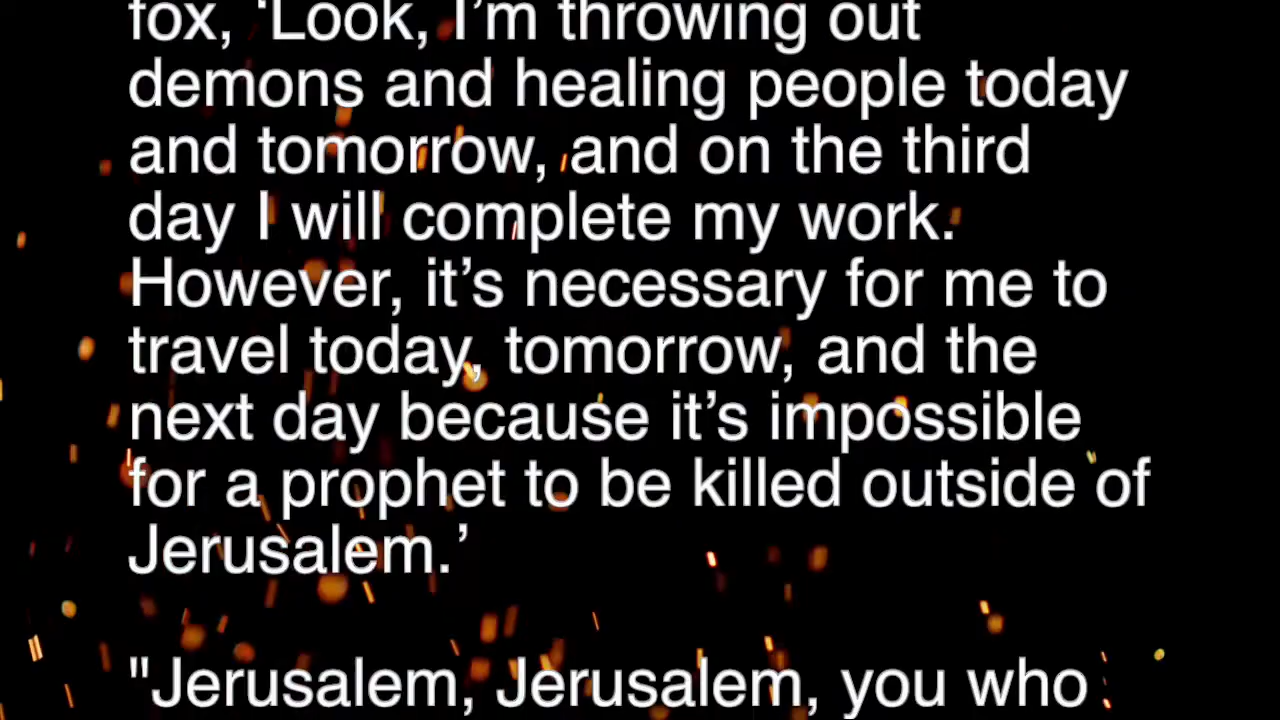 fox, ‘Look, I’m throwing out
demons and healing people today
and tomorrow, and on the third
day I will complete my work.
However, it’s necessary for me to
travel today, tomorrow, and the
next day because it’s impossible
for a prophet to be killed outside of
Jerusalem.’
"Jerusalem, Jerusalem, you who